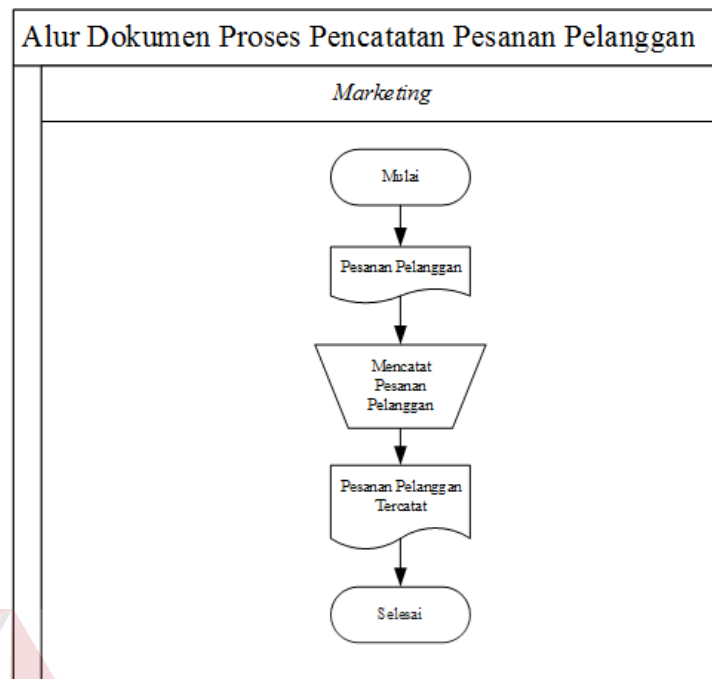 Alur Dokumen Proses Pencatatan Pesanan Pelanggan
Marketing
Mulai
Pesanan Pelanggan
Mencatat
Pesanan
Pelanggan
Pesanan Pelanggan
Tercatat
Selesai